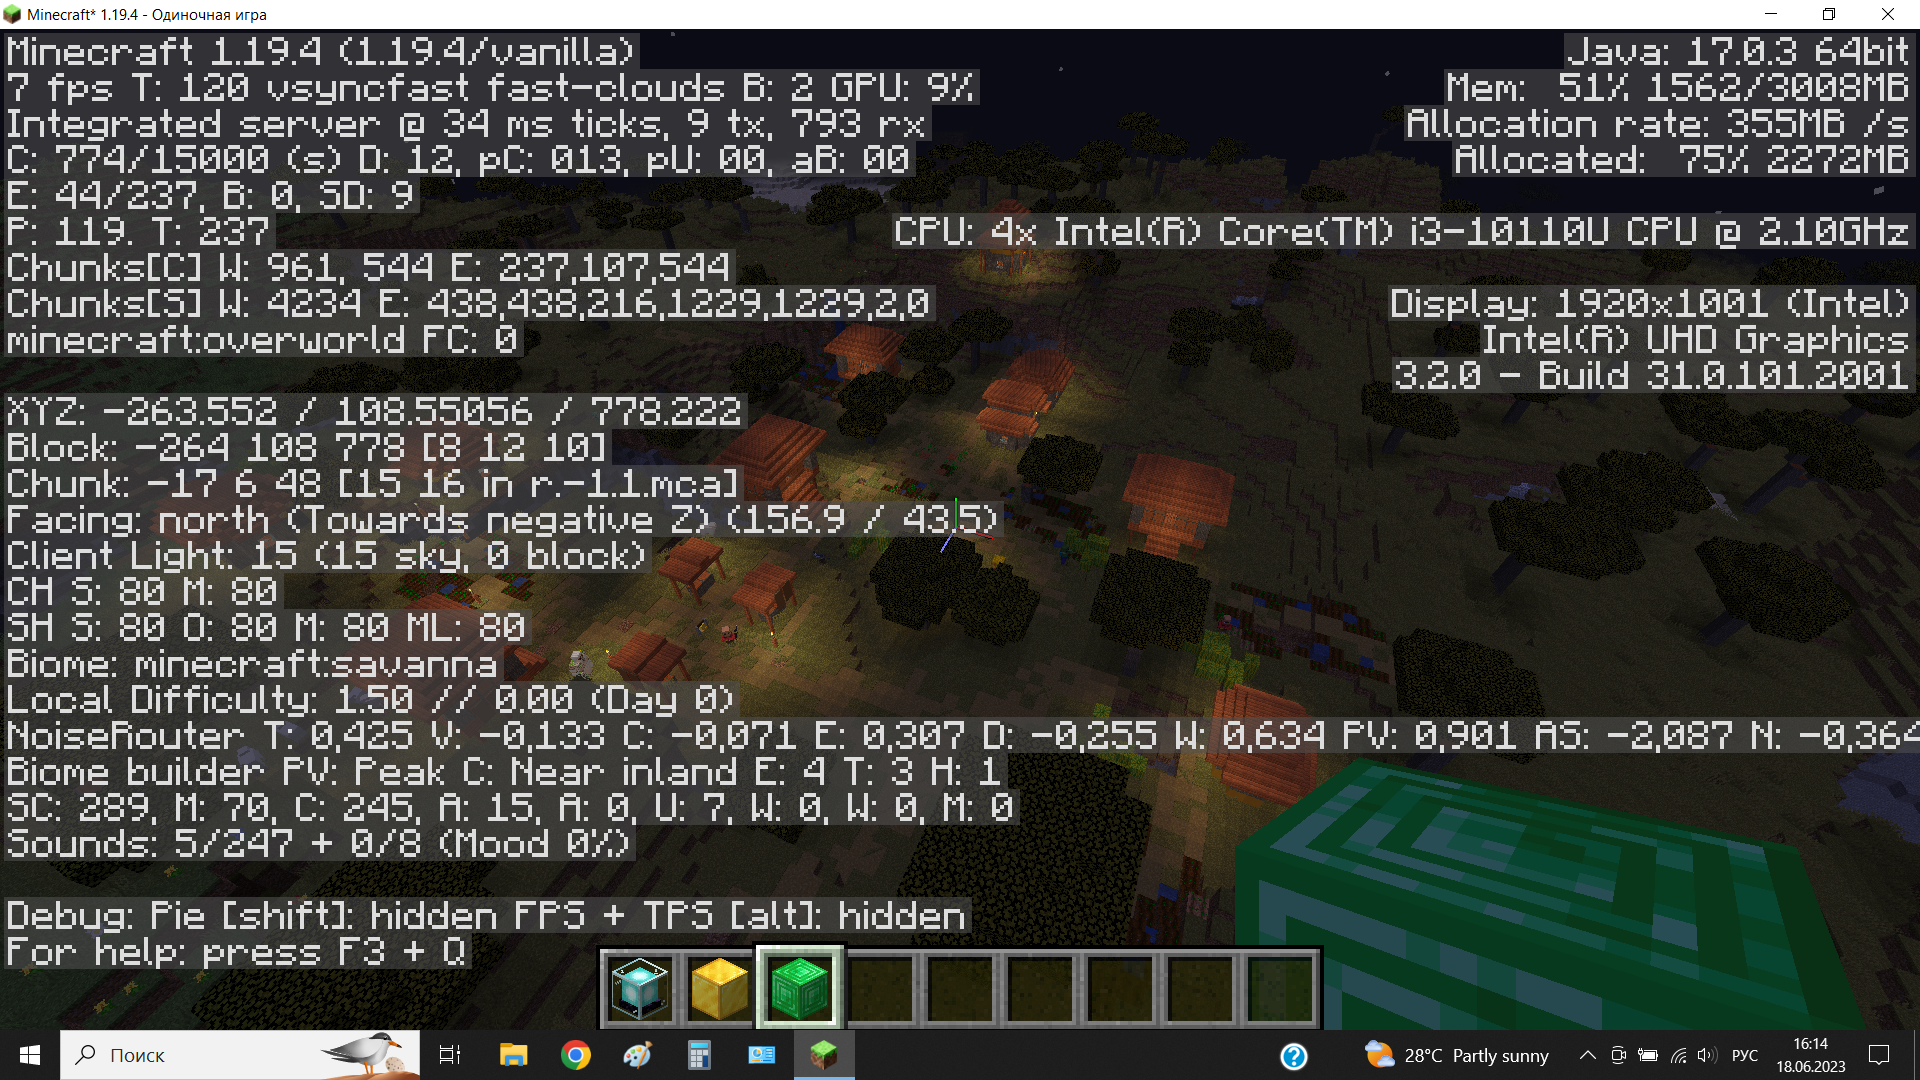 Minecraft* 1.19.4 - Одиночная игра
Minecraft 1.19.4 (1.19.4/vanilla)
7 fps T: 120 vsyncfast fast-clouds B: 2 GPU: 9%
Integrated server @ 34 ms ticks, 9 tx, 793 rx
C: 774/15000 (s) D: 12, pC: 013, pU: 00, aB: 00
E: 44/237, B: 0, SD: 9
P: 119. T: 237
Chunks[C] W: 961, 544 E: 237,107,544
Chunks[S] W: 4234 E: 438,438,216,1229,1229,2,0
minecraft:overworld FC: 0
XYZ: -263.552 / 108.55056 / 778.222
Block: -264 108 778 [8 12 10]
Chunk: -17 6 48 [15 16 in r.-1.1.mca]
Facing: north (Towards negative Z) (156.9 / 43.5)
Client Light: 15 (15 sky, 0 block)
CH S: 80 M: 80
SH S: 80 O: 80 M: 80 ML: 80
Biome: minecraft:savanna
Local Difficulty: 1.50 // 0.00 (Day 0)
NoiseRouter T: 0,425 V: -0,133 C: -0,071 E: 0,307 D: -0,255 W: 0,634 PV: 0,901 AS: -2,087 N: -0,364
Biome builder PV: Peak C: Near inland E: 4 T: 3 H: 1
SC: 289, M: 70, C: 245, A: 15, A: 0, U: 7, W: 0, W: 0, M: 0
Sounds: 5/247 + 0/8 (Mood 0%)
Debug: Pie [shift]: hidden FPS + TPS [alt]: hidden
For help: press F3 + Q
Java: 17.0.3 64bit
Mem: 51% 1562/3008MB
Allocation rate: 355MB /s
Allocated: 75% 2272MB
CPU: 4x Intel(R) Core(TM) i3-10110U CPU @ 2.10GHz
Display: 1920x1001 (Intel)
Intel(R) UHD Graphics
3.2.0 - Build 31.0.101.2001
Поиск
28°C Partly sunny
РУС
16:14
18.06.2023